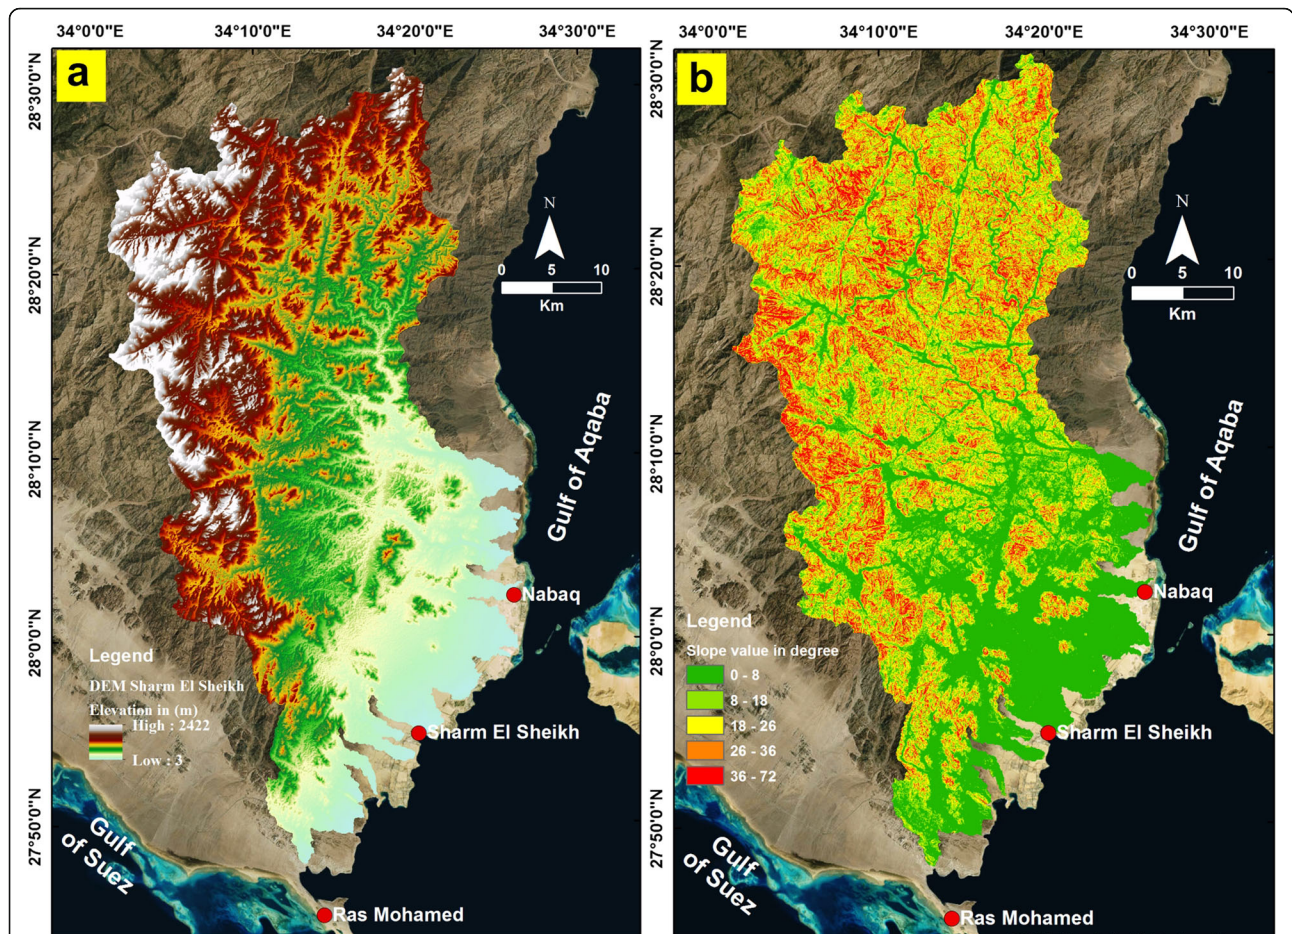 34°0'0"E 34°10'0"E 34°20'0"E 34°30'0"E
a
28°30'0"N
28°20'0"N
28°10'0"N
28°0'0"N
27°50'0"N
N
0 5 10
Km
Gulf of Aqaba
Nabaq
Legend
DEM Sharm El Sheikh
Elevation in (m)
High : 2422
Low : 3
Sharm El Sheikh
Gulf
of Suez
Ras Mohamed
34°0'0"E 34°10'0"E 34°20'0"E 34°30'0"E
b
28°30'0"N
28°20'0"N
28°10'0"N
28°0'0"N
27°50'0"N
N
0 5 10
Km
Gulf of Aqaba
Nabaq
Legend
Slope value in degree
0 - 8
8 - 18
18 - 26
26 - 36
36 - 72
Sharm El Sheikh
Gulf
of Suez
Ras Mohamed